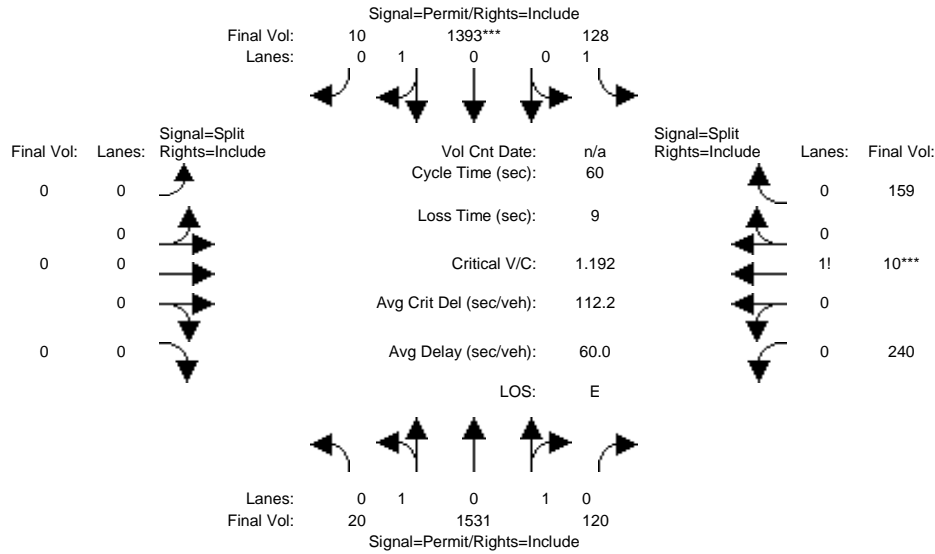 Signal=Permit/Rights=Include
Final Vol: 10 1393*** 128
Lanes: 0 1 0 0 1
Signal=Split
Final Vol: Lanes: Rights=Include
Vol Cnt Date: n/a
Signal=Split
Rights=Include Lanes: Final Vol:
0 0
Cycle Time (sec): 60
0 159
0
Loss Time (sec): 9
0
0 0
Critical V/C: 1.192
1! 10***
0
Avg Crit Del (sec/veh): 112.2
0
0 0
Avg Delay (sec/veh): 60.0
0 240
LOS: E
Lanes: 0 1 0 1 0
Final Vol: 20 1531 120
Signal=Permit/Rights=Include